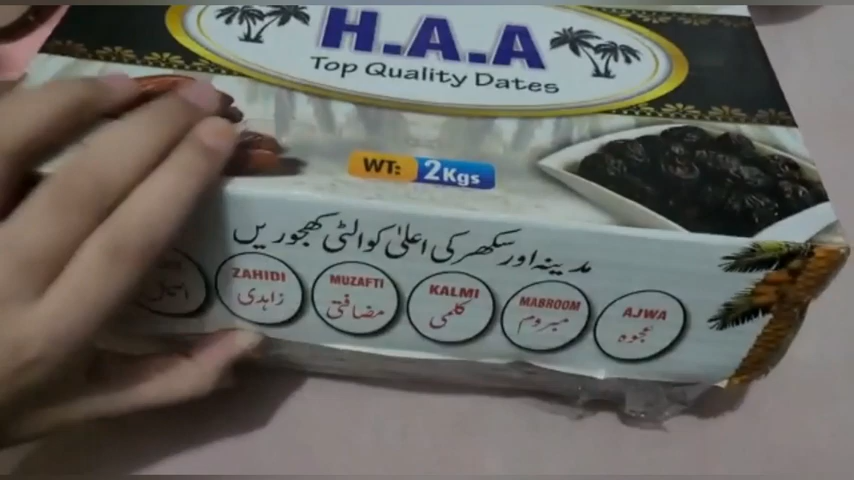 H.A.A
Top Quality Dates
WT: 2Kgs
مدینہ اور سکھر کی اعلیٰ کوالٹی کھجوریں
ZAHIDI MUZAFTI KALMI MABROOM AJWA
زاہدی مضافتی کلمی مبروم عجوہ